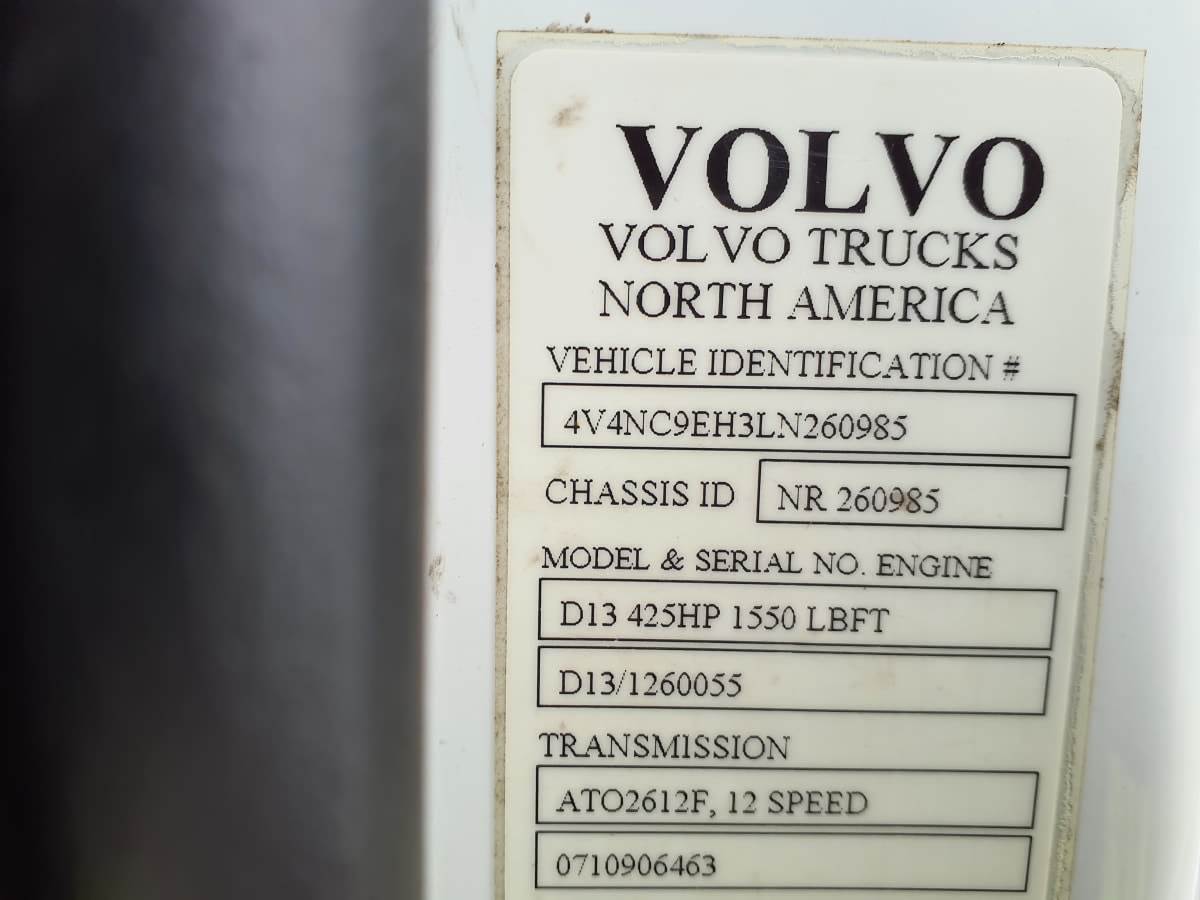 VOLVO
VOLVO TRUCKS
NORTH AMERICA
VEHICLE IDENTIFICATION #
4V4NC9EH3LN260985
CHASSIS ID NR 260985
MODEL & SERIAL NO. ENGINE
D13 425HP 1550 LBFT
D13/1260055
TRANSMISSION
ATO2612F, 12 SPEED
0710906463